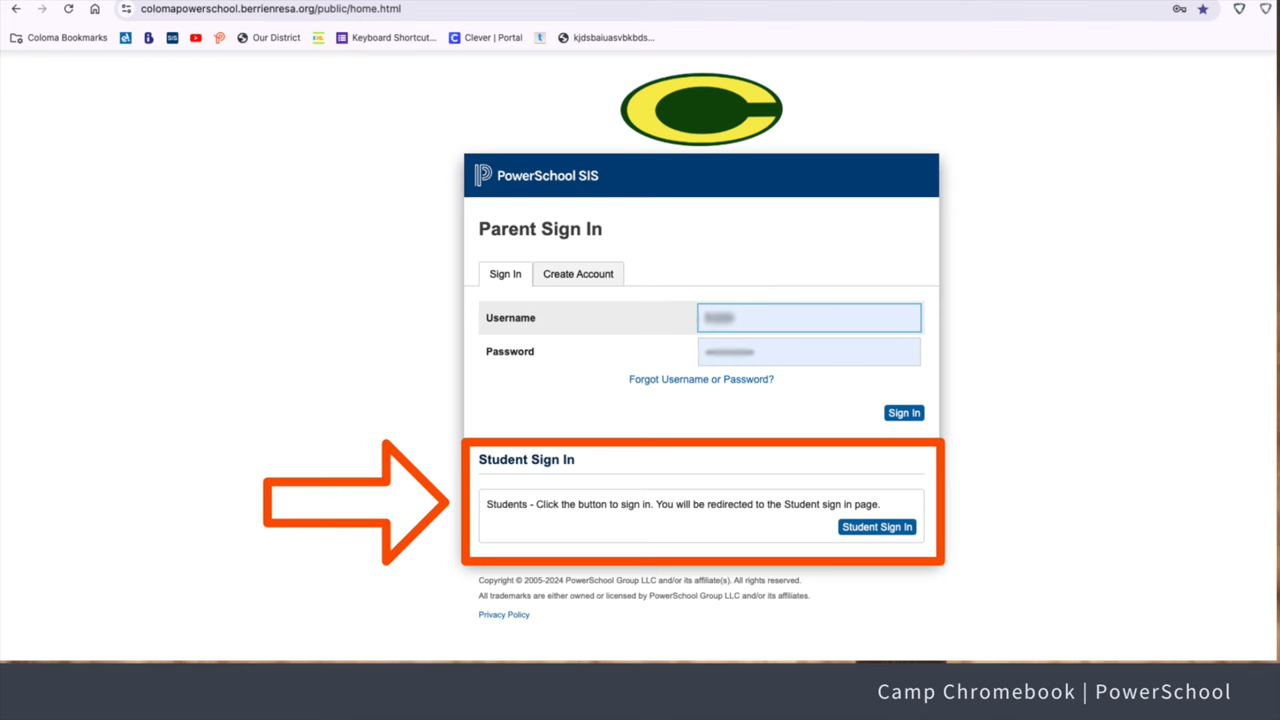 colomapowerschool.berrienresa.org/public/home.html
Coloma Bookmarks SIS Our District Keyboard Shortcut... Clever | Portal kjdsbaiuasvbkbds...
PowerSchool SIS
Parent Sign In
Sign In Create Account
Username
Password
Forgot Username or Password?
Sign In
Student Sign In
Students - Click the button to sign in. You will be redirected to the Student sign in page.
Student Sign In
Copyright © 2005-2024 PowerSchool Group LLC and/or its affiliate(s). All rights reserved.
All trademarks are either owned or licensed by PowerSchool Group LLC and/or its affiliates.
Privacy Policy
Camp Chromebook | PowerSchool